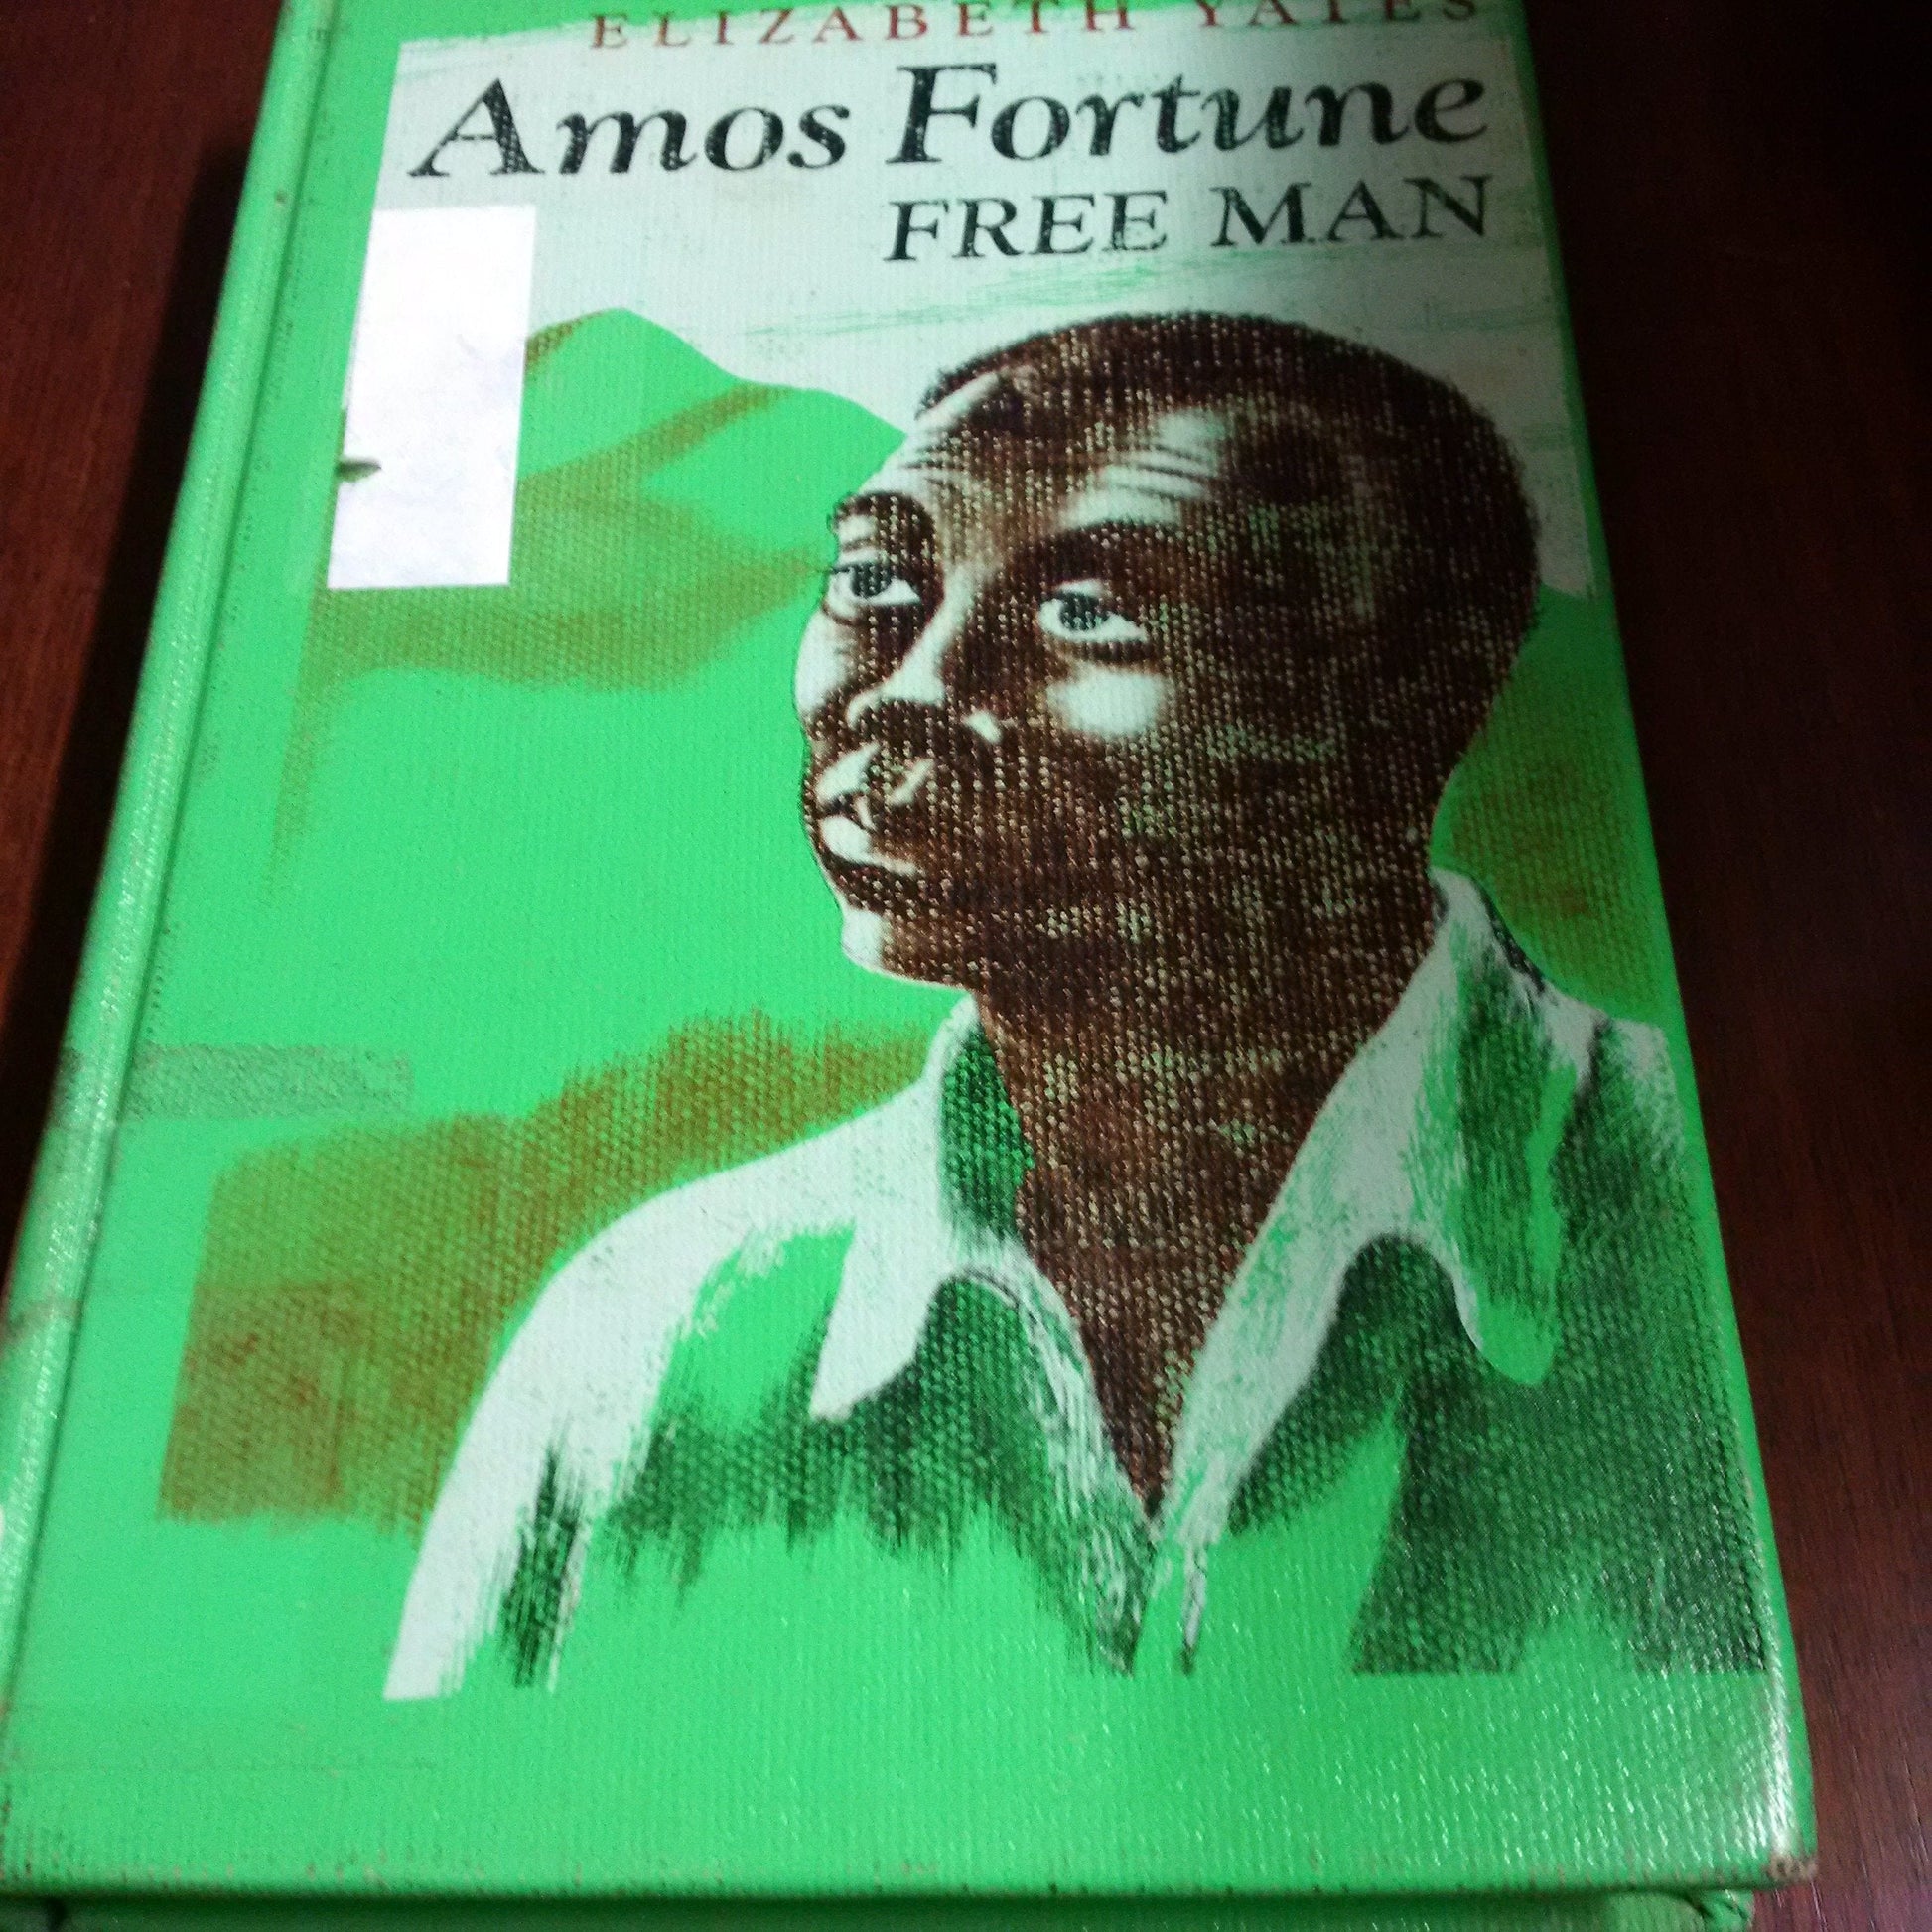 ELIZABETH YATES
Amos Fortune
FREE MAN